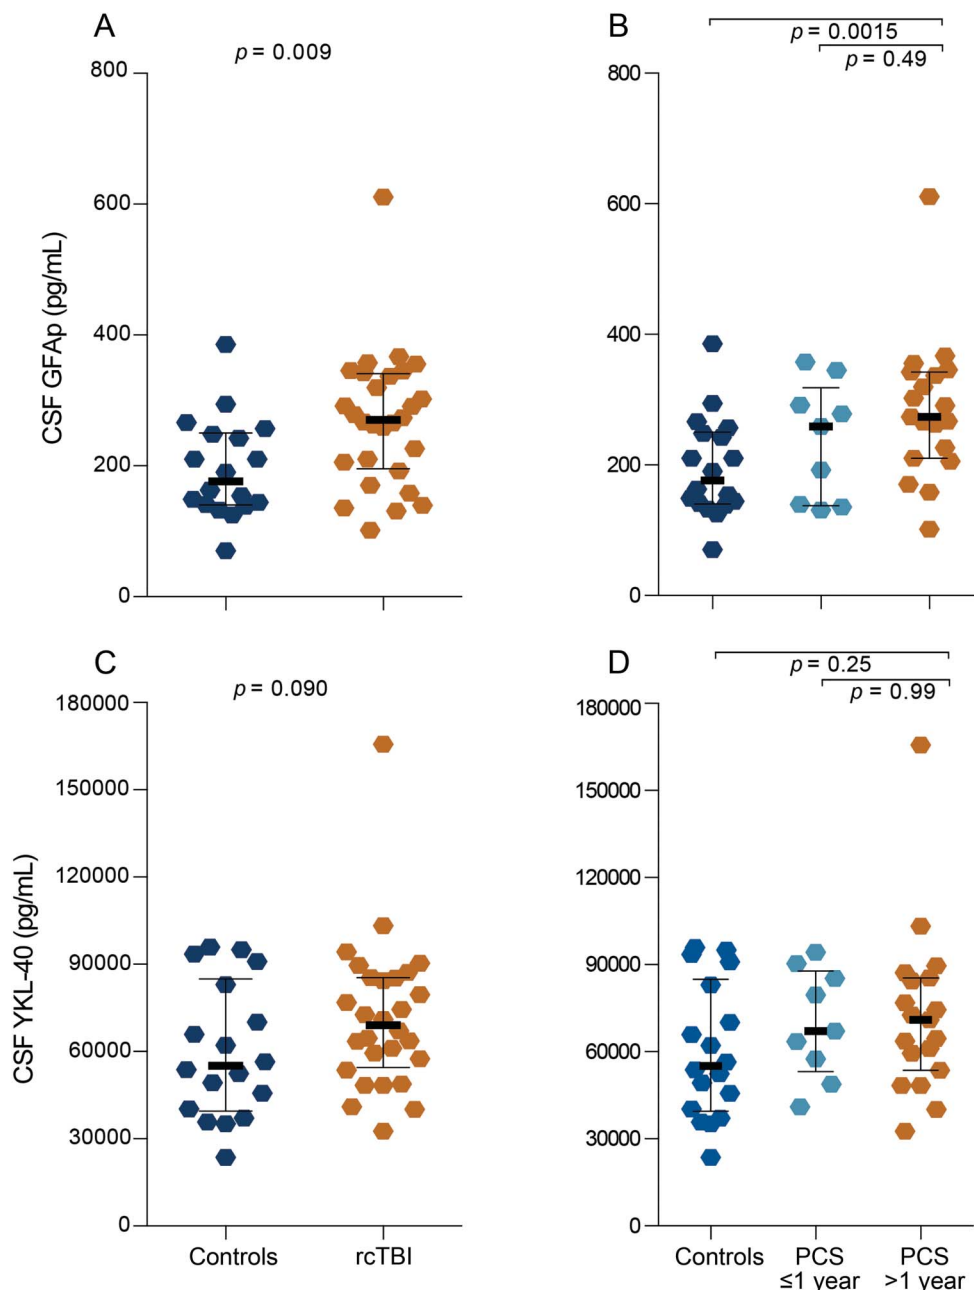 A
p = 0.009
800
600
400
200
0
CSF GFAp (pg/mL)
B
p = 0.0015
p = 0.49
800
600
400
200
0
C
p = 0.090
180000
150000
120000
90000
60000
30000
0
CSF YKL-40 (pg/mL)
Controls
rcTBI
D
p = 0.25
p = 0.99
180000
150000
120000
90000
60000
30000
0
Controls
PCS
≤1 year
PCS
>1 year